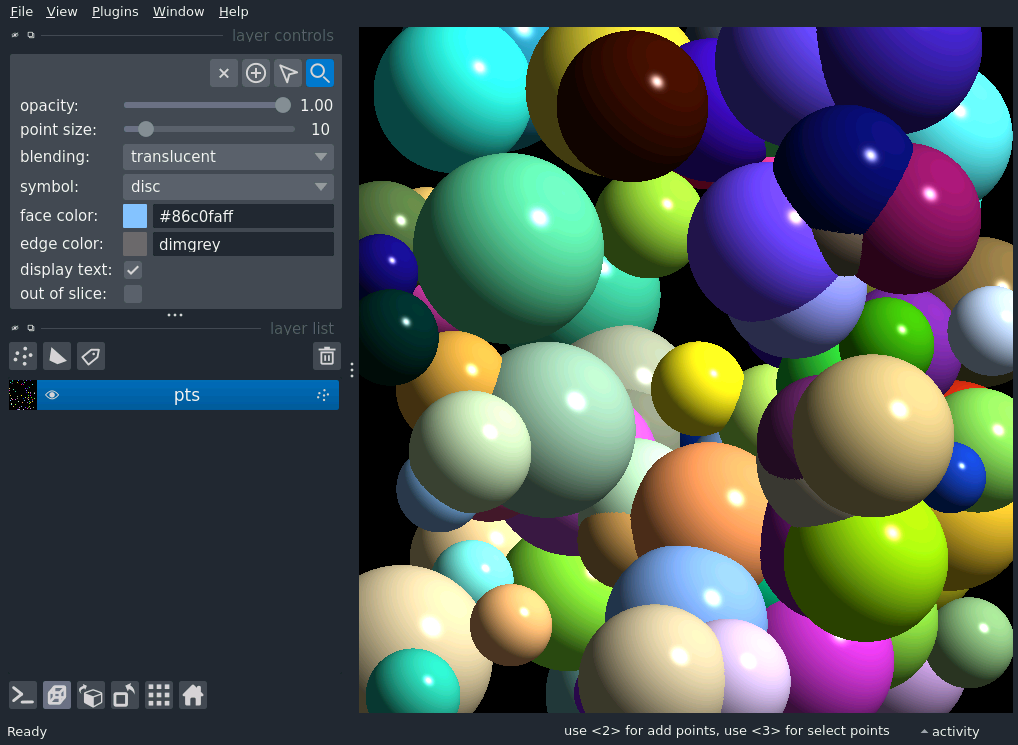 File View Plugins Window Help
layer controls
opacity: 1.00
point size: 10
blending: translucent
symbol: disc
face color: #86c0faff
edge color: dimgrey
display text:
out of slice:
layer list
pts
Ready
use <2> for add points, use <3> for select points
activity